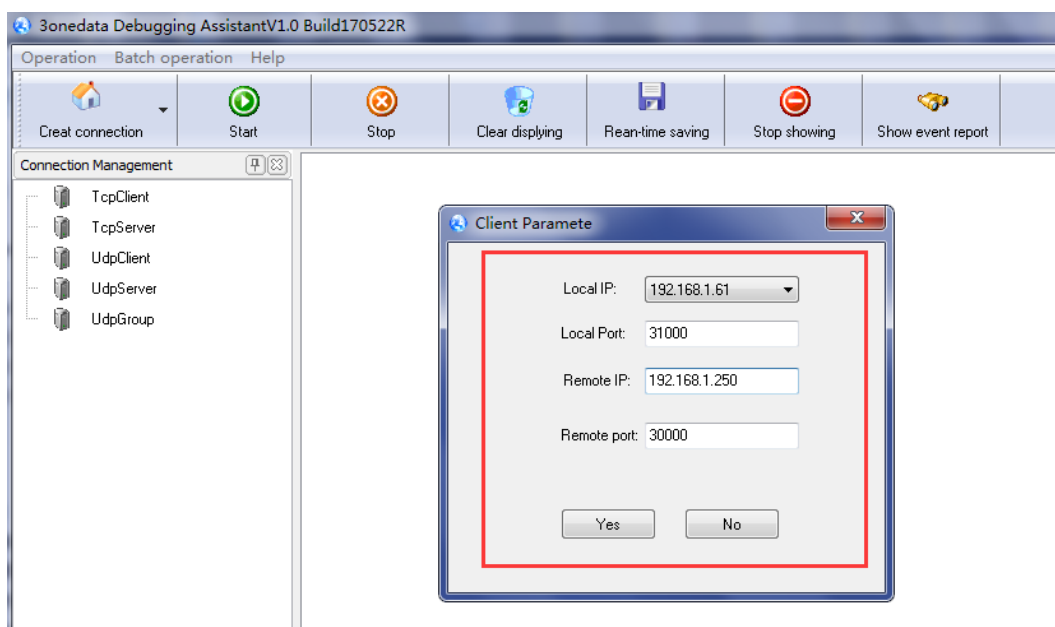 3onedata Debugging AssistantV1.0 Build170522R
Operation Batch operation Help
Creat connection Start Stop Clear displying Rean-time saving Stop showing Show event report
Connection Management
TcpClient
TcpServer
UdpClient
UdpServer
UdpGroup
Client Paramete
Local IP: 192.168.1.61
Local Port: 31000
Remote IP: 192.168.1.250
Remote port: 30000
Yes No